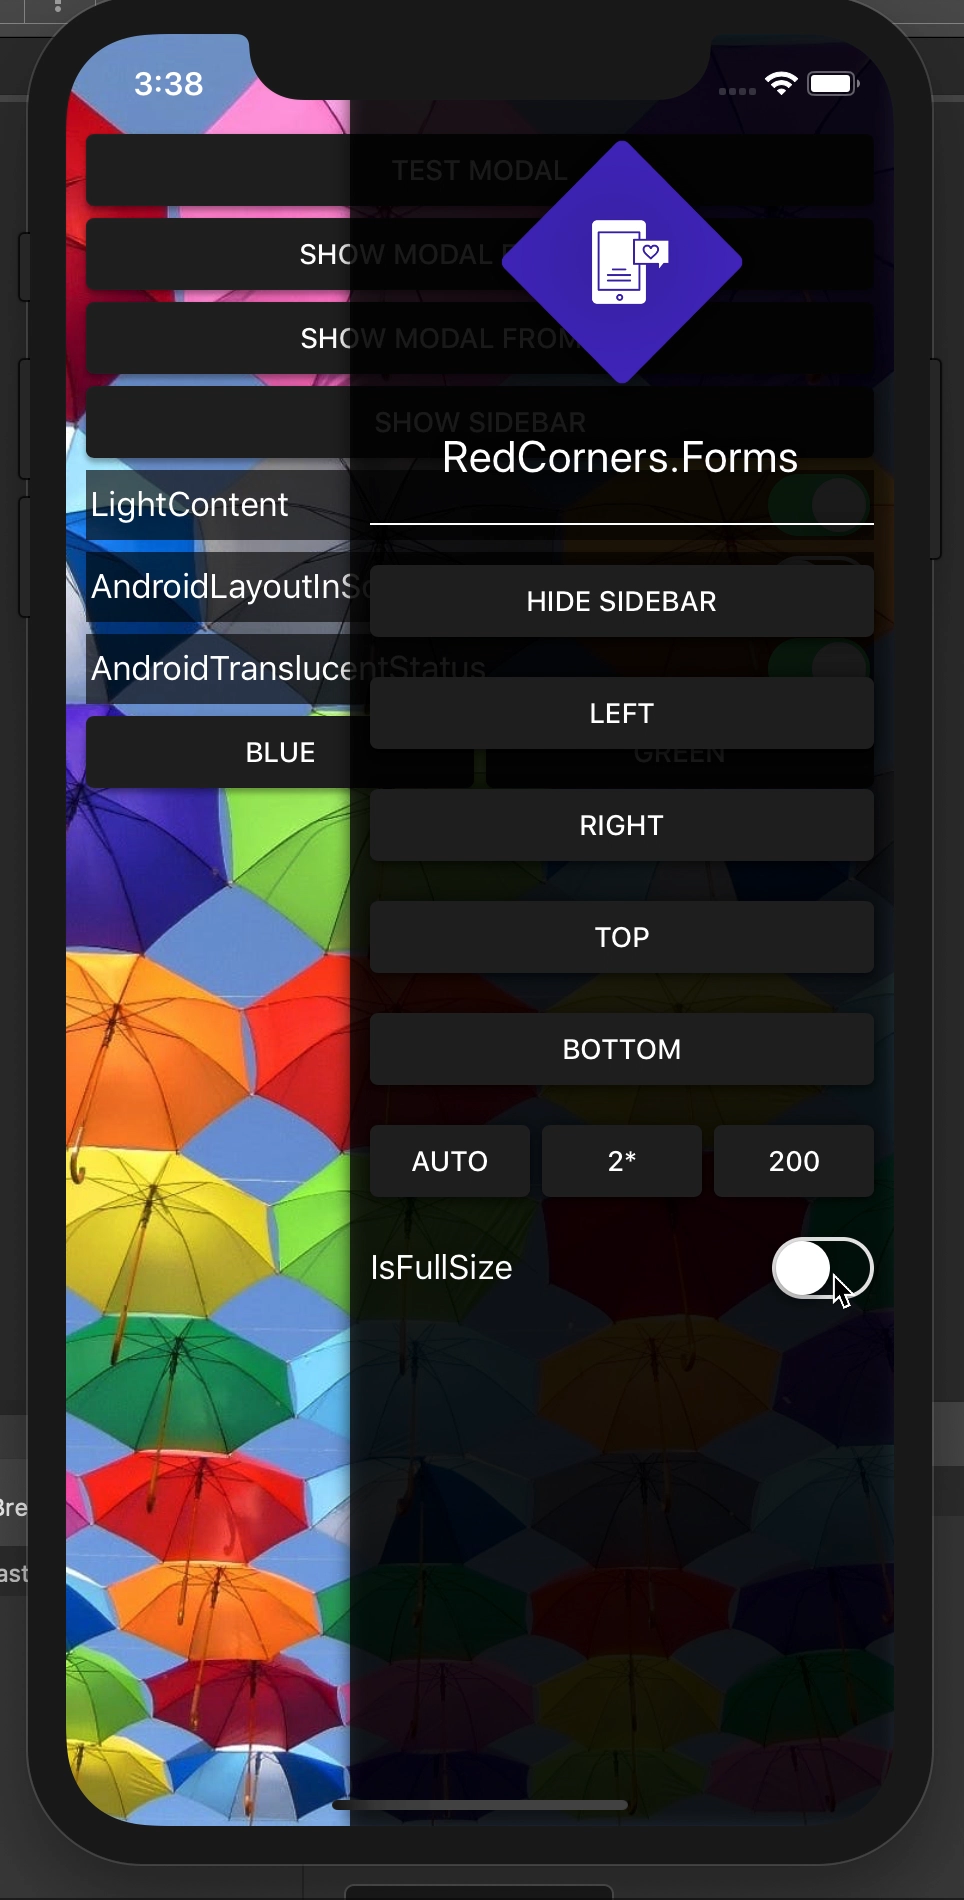 3:38
TEST MODAL
SHOW MODAL
SHOW MODAL FROM
SHOW SIDEBAR
RedCorners.Forms
LightContent
AndroidLayoutInSc
HIDE SIDEBAR
AndroidTranslucentStatus
LEFT
BLUE
GREEN
RIGHT
TOP
BOTTOM
AUTO
2*
200
IsFullSize
Bre
ast